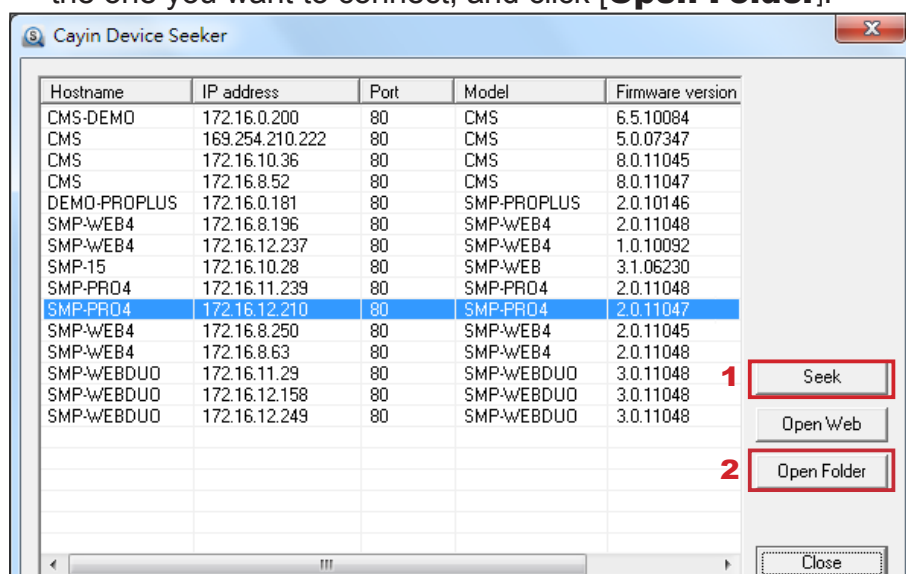 the one you want to connect, and click [Open Folder].
Cayin Device Seeker
Hostname IP address Port Model Firmware version
CMS-DEMO 172.16.0.200 80 CMS 6.5.10084
CMS 169.254.210.222 80 CMS 5.0.07347
CMS 172.16.10.36 80 CMS 8.0.11045
CMS 172.16.8.52 80 CMS 8.0.11047
DEMO-PROPLUS 172.16.0.181 80 SMP-PROPLUS 2.0.10146
SMP-WEB4 172.16.8.196 80 SMP-WEB4 2.0.11048
SMP-WEB4 172.16.12.237 80 SMP-WEB4 1.0.10092
SMP-15 172.16.10.28 80 SMP-WEB 3.1.06230
SMP-PRO4 172.16.11.239 80 SMP-PRO4 2.0.11048
SMP-PRO4 172.16.12.210 80 SMP-PRO4 2.0.11047
SMP-WEB4 172.16.8.250 80 SMP-WEB4 2.0.11045
SMP-WEB4 172.16.8.63 80 SMP-WEB4 2.0.11048
SMP-WEBDUO 172.16.11.29 80 SMP-WEBDUO 3.0.11048
SMP-WEBDUO 172.16.12.158 80 SMP-WEBDUO 3.0.11048
SMP-WEBDUO 172.16.12.249 80 SMP-WEBDUO 3.0.11048
1 Seek
Open Web
2 Open Folder
Close